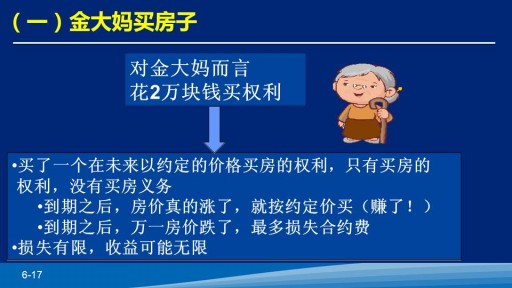 （一）金大妈买房子
对金大妈而言
花2万块钱买权利
•买了一个在未来以约定的价格买房的权利，只有买房的
权利，没有买房义务
•到期之后，房价真的涨了，就按约定价买（赚了！）
•到期之后，万一房价跌了，最多损失合约费
•损失有限，收益可能无限
6-17